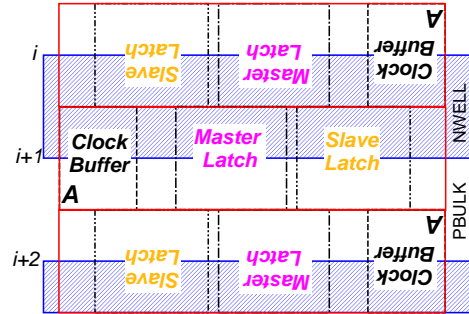 i
Slave
Latch
Master
Latch
Clock
Buffer
A
NWELL
i+1
Clock
Buffer
A
Master
Latch
Slave
Latch
PBULK
i+2
Slave
Latch
Master
Latch
Clock
Buffer
A